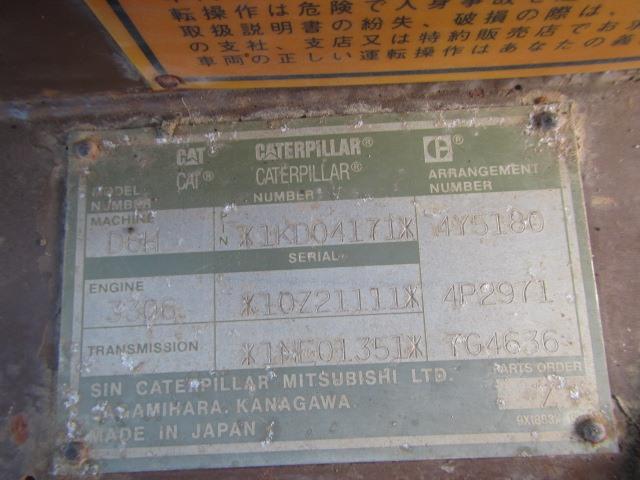 転操作は危険で人身事故を
取扱説明書の紛失、破損の際は、
の支社、支店又は特約販売店でお
車両の正しい運転操作はあなたの義
CAT CATERPILLAR®
CAT® CATERPILLAR®
MODEL NUMBER NUMBER ARRANGEMENT NUMBER
MACHINE D6H N *1KD04171* 4Y5180
SERIAL
ENGINE 3306 *10Z21111* 4P2971
TRANSMISSION *1NE01351* 7G4636
SIN CATERPILLAR MITSUBISHI LTD. PARTS ORDER
SAGAMIHARA. KANAGAWA
MADE IN JAPAN